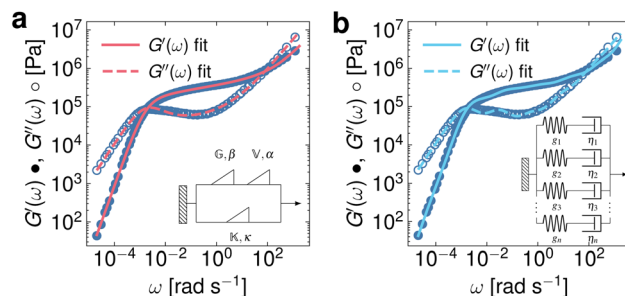 a
G′(ω) ●, G″(ω) ○ [Pa]
10⁷
10⁶
10⁵
10⁴
10³
10²
G′(ω) fit
G″(ω) fit
𝔾, β
𝕍, α
𝕂, κ
10⁻⁴
10⁻²
10⁰
10²
ω [rad s⁻¹]
b
G′(ω) ●, G″(ω) ○ [Pa]
10⁷
10⁶
10⁵
10⁴
10³
10²
G′(ω) fit
G″(ω) fit
g₁ η₁
g₂ η₂
g₃ η₃
gₙ ηₙ
10⁻⁴
10⁻²
10⁰
10²
ω [rad s⁻¹]